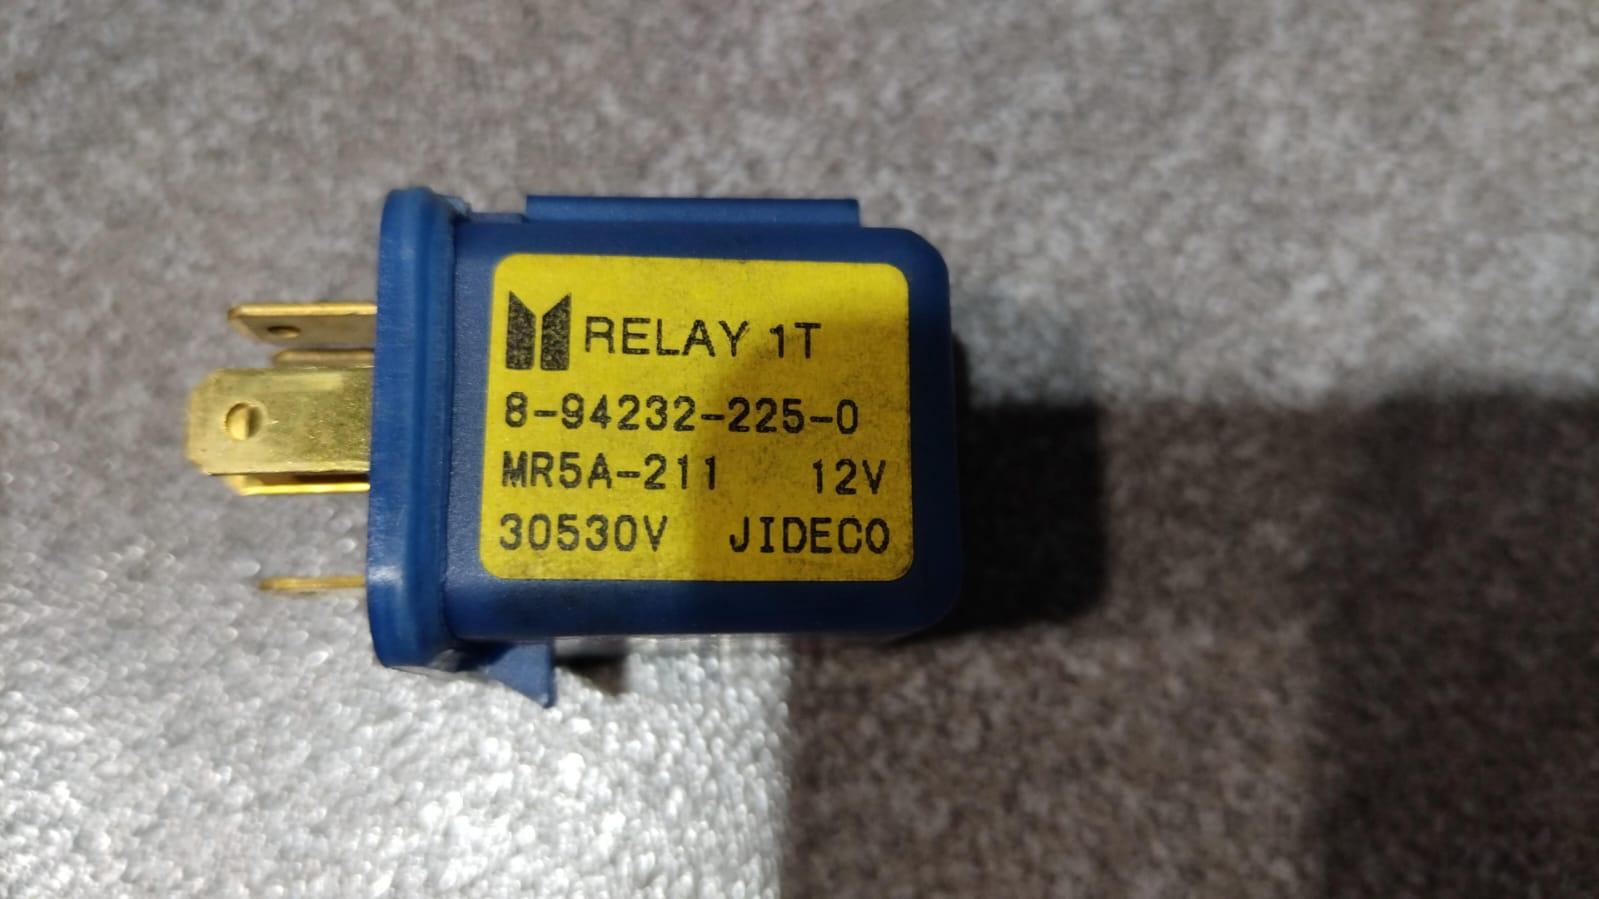 RELAY 1T
8-94232-225-0
MR5A-211 12V
30530V JIDECO